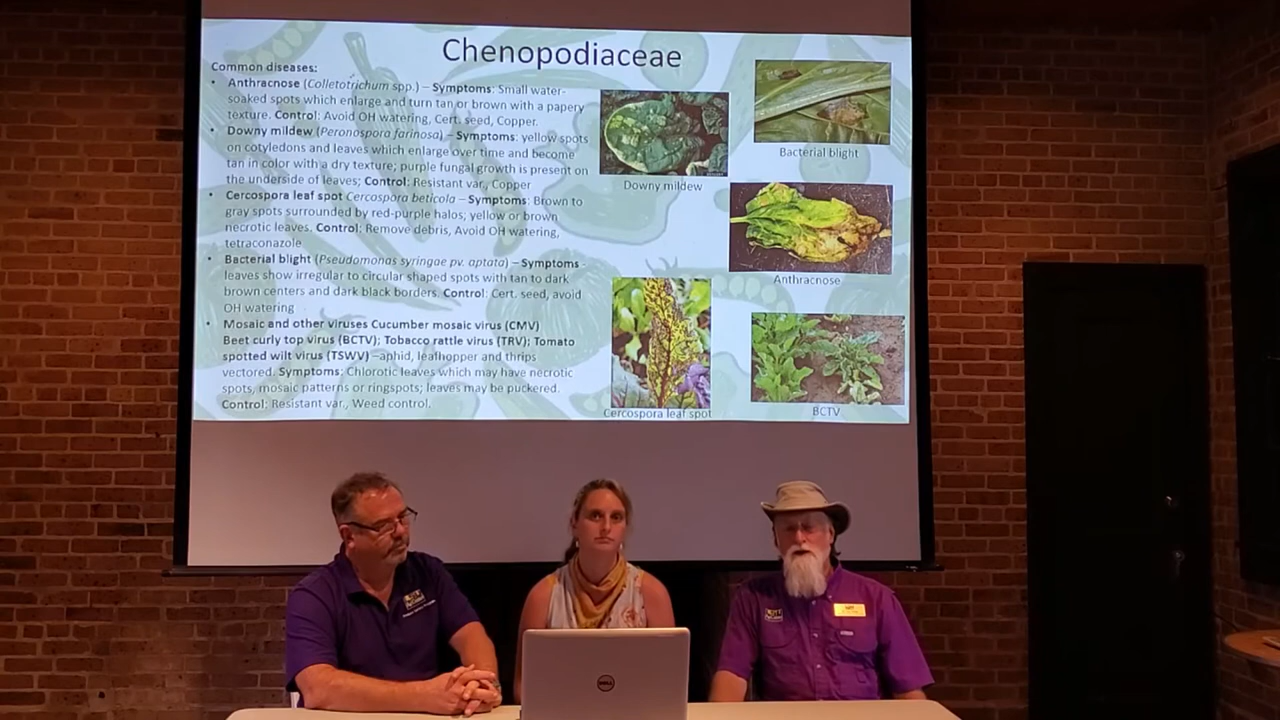 Chenopodiaceae
Common diseases:
• Anthracnose (Colletotrichum spp.) – Symptoms: Small water-
soaked spots which enlarge and turn tan or brown with a papery
texture. Control: Avoid OH watering, Cert. seed, Copper.
• Downy mildew (Peronospora farinosa) – Symptoms: yellow spots
on cotyledons and leaves which enlarge over time and become
tan in color with a dry texture; purple fungal growth is present on
the underside of leaves; Control: Resistant var., Copper
• Cercospora leaf spot Cercospora beticola – Symptoms: Brown to
gray spots surrounded by red-purple halos; yellow or brown
necrotic leaves. Control: Remove debris, Avoid OH watering,
tetraconazole
• Bacterial blight (Pseudomonas syringae pv. aptata) – Symptoms -
leaves show irregular to circular shaped spots with tan to dark
brown centers and dark black borders. Control: Cert. seed, avoid
OH watering
• Mosaic and other viruses Cucumber mosaic virus (CMV)
Beet curly top virus (BCTV); Tobacco rattle virus (TRV); Tomato
spotted wilt virus (TSWV) –aphid, leafhopper and thrips
vectored. Symptoms: Chlorotic leaves which may have necrotic
spots, mosaic patterns or ringspots; leaves may be puckered.
Control: Resistant var., Weed control.
Downy mildew
Bacterial blight
Anthracnose
Cercospora leaf spot
BCTV
DELL